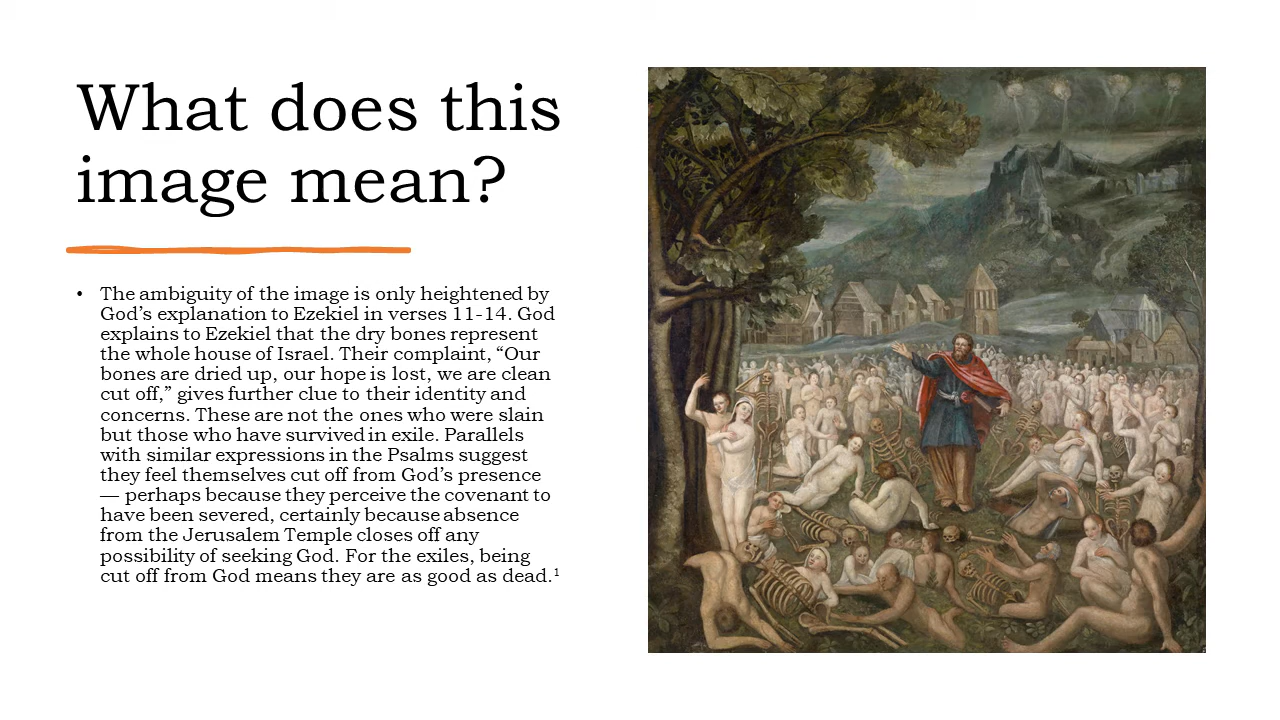 What does this
image mean?
• The ambiguity of the image is only heightened by
God’s explanation to Ezekiel in verses 11-14. God
explains to Ezekiel that the dry bones represent
the whole house of Israel. Their complaint, “Our
bones are dried up, our hope is lost, we are clean
cut off,” gives further clue to their identity and
concerns. These are not the ones who were slain
but those who have survived in exile. Parallels
with similar expressions in the Psalms suggest
they feel themselves cut off from God’s presence
— perhaps because they perceive the covenant to
have been severed, certainly because absence
from the Jerusalem Temple closes off any
possibility of seeking God. For the exiles, being
cut off from God means they are as good as dead.¹